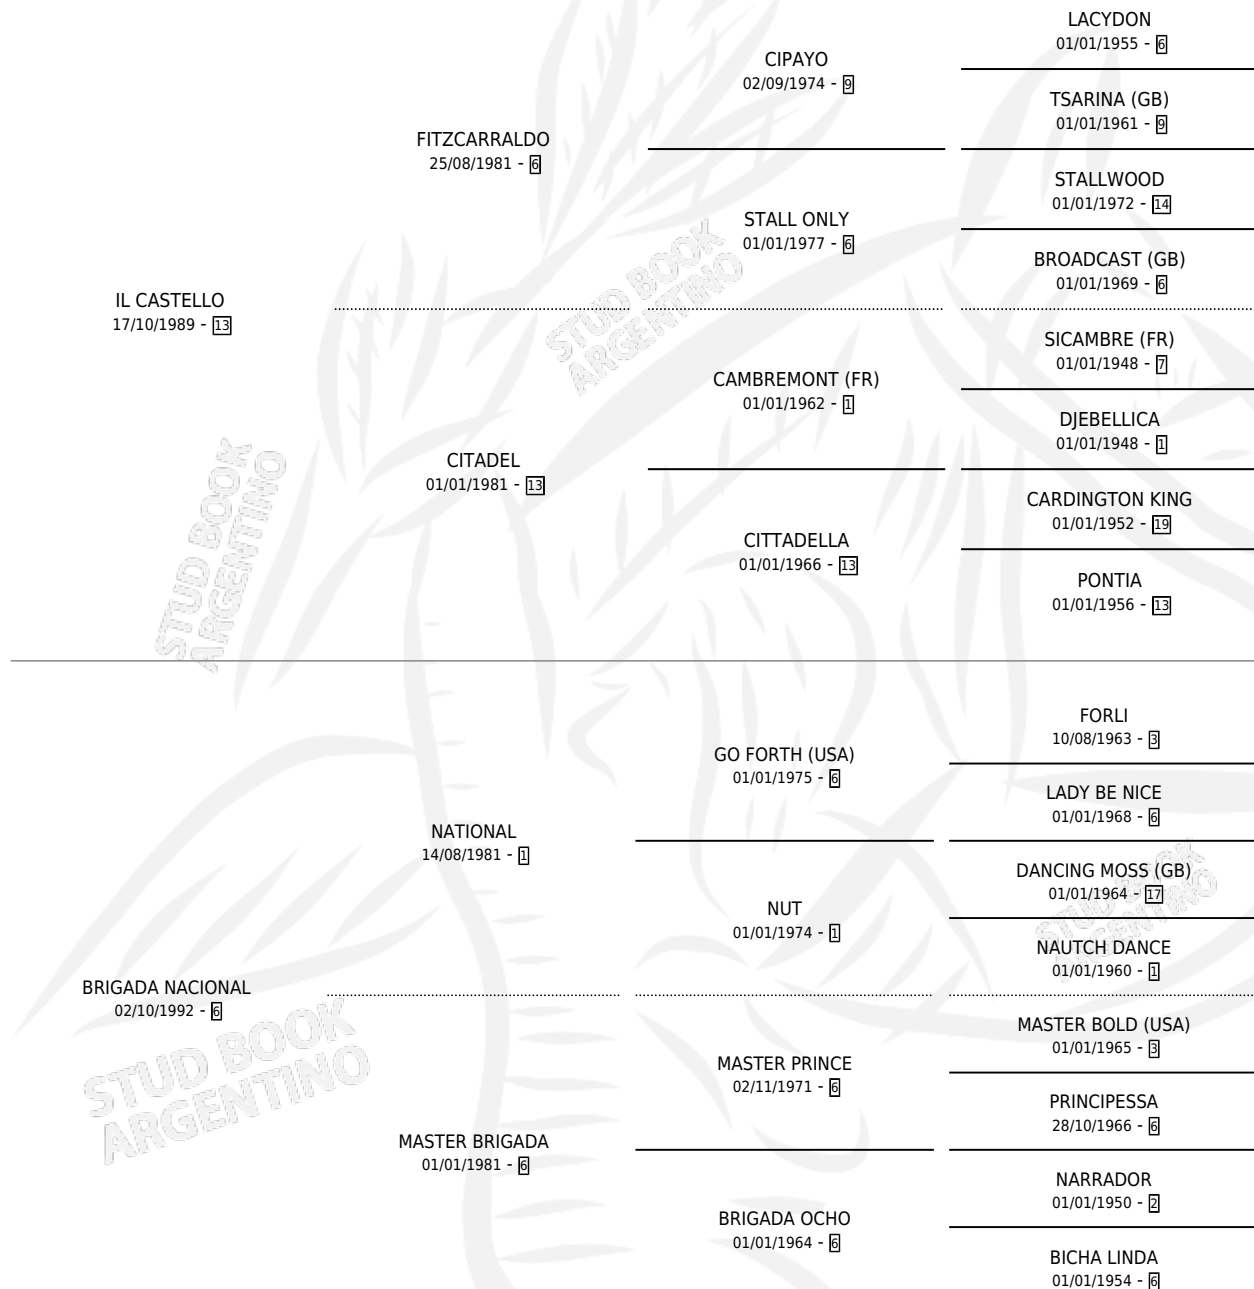 LACYDON
01/01/1955 - 6
CIPAYO
02/09/1974 - 9
TSARINA (GB)
01/01/1961 - 9
FITZCARRALDO
25/08/1981 - 6
STALLWOOD
01/01/1972 - 14
STALL ONLY
01/01/1977 - 6
BROADCAST (GB)
01/01/1969 - 6
IL CASTELLO
17/10/1989 - 13
SICAMBRE (FR)
01/01/1948 - 7
CAMBREMONT (FR)
01/01/1962 - 1
DJEBELLICA
01/01/1948 - 1
CITADEL
01/01/1981 - 13
CARDINGTON KING
01/01/1952 - 19
CITTADELLA
01/01/1966 - 13
PONTIA
01/01/1956 - 13
FORLI
10/08/1963 - 3
GO FORTH (USA)
01/01/1975 - 6
LADY BE NICE
01/01/1968 - 6
NATIONAL
14/08/1981 - 1
DANCING MOSS (GB)
01/01/1964 - 17
NUT
01/01/1974 - 1
NAUTCH DANCE
01/01/1960 - 1
BRIGADA NACIONAL
02/10/1992 - 6
MASTER BOLD (USA)
01/01/1965 - 3
MASTER PRINCE
02/11/1971 - 6
PRINCIPESSA
28/10/1966 - 6
MASTER BRIGADA
01/01/1981 - 6
NARRADOR
01/01/1950 - 2
BRIGADA OCHO
01/01/1964 - 6
BICHA LINDA
01/01/1954 - 6
STUD BOOK
ARGENTINO
STUD BOOK
ARGENTINO
STUD BOOK
ARGENTINO
STUD BOOK
ARGENTINO